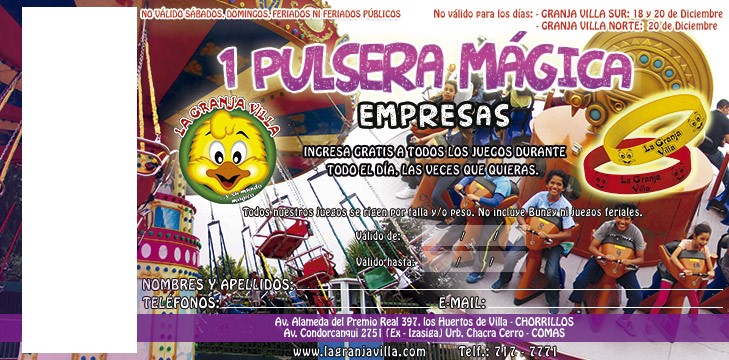 NO VÁLIDO SÁBADOS, DOMINGOS, FERIADOS NI FERIADOS PÚBLICOS
No válido para los días: - GRANJA VILLA SUR: 18 y 20 de Diciembre
- GRANJA VILLA NORTE: 20 de Diciembre
1 PULSERA MÁGICA
EMPRESAS
LA GRANJA VILLA
y su mundo mágico
INGRESA GRATIS A TODOS LOS JUEGOS DURANTE
TODO EL DÍA, LAS VECES QUE QUIERAS.
La Granja Villa
La Granja Villa
Todos nuestros juegos se rigen por talla y/o peso. No incluye Bungy ni juegos feriales.
Válido de: / /
Válido hasta: / /
NOMBRES Y APELLIDOS:
TELÉFONOS: E.MAIL:
Av. Alameda del Premio Real 397, los Huertos de Villa - CHORRILLOS
Av. Condorcanqui 2751 (Ex - Izasiga) Urb. Chacra Cerro - COMAS
www.lagranjavilla.com Telf.: 717 - 7771